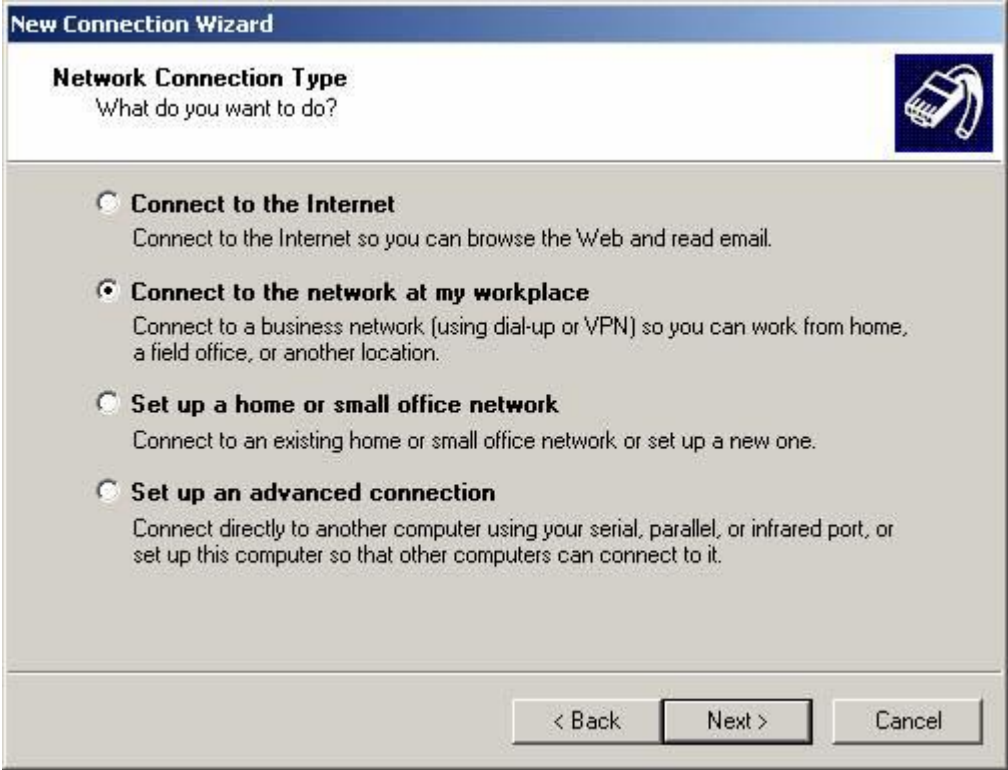 New Connection Wizard
Network Connection Type
What do you want to do?
Connect to the Internet
Connect to the Internet so you can browse the Web and read email.
Connect to the network at my workplace
Connect to a business network (using dial-up or VPN) so you can work from home,
a field office, or another location.
Set up a home or small office network
Connect to an existing home or small office network or set up a new one.
Set up an advanced connection
Connect directly to another computer using your serial, parallel, or infrared port, or
set up this computer so that other computers can connect to it.
< Back Next > Cancel